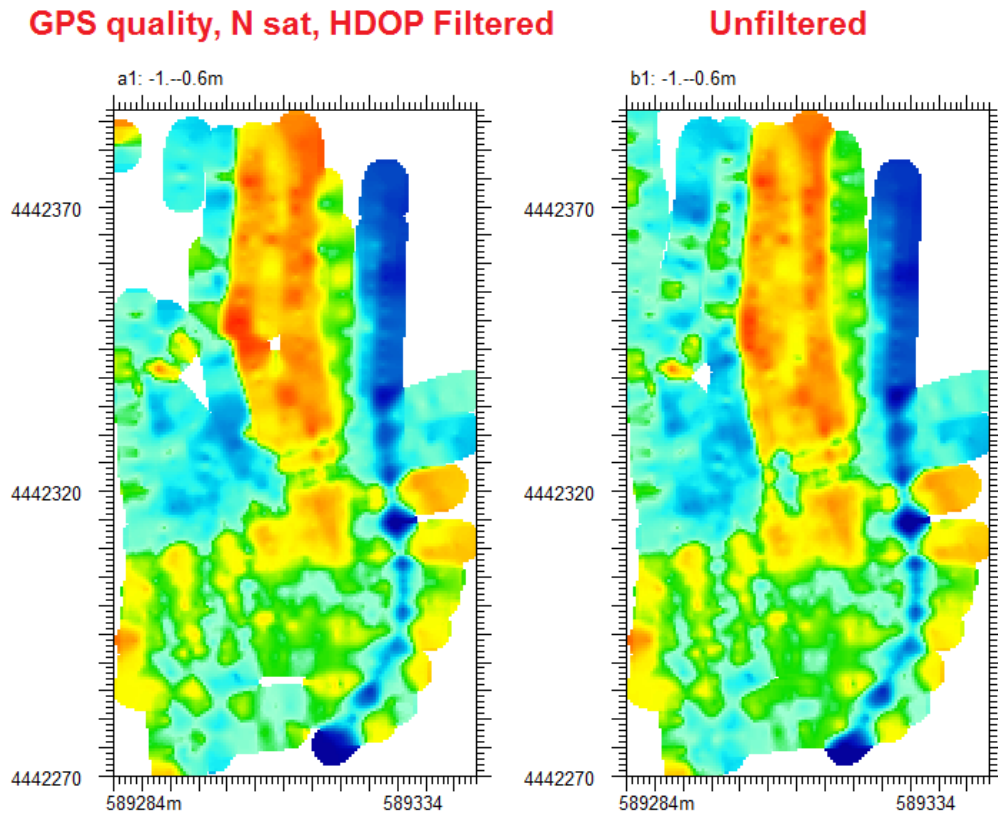 GPS quality, N sat, HDOP Filtered
Unfiltered
a1: -1.--0.6m
b1: -1.--0.6m
4442370
4442370
4442320
4442320
4442270
4442270
589284m
589334
589284m
589334